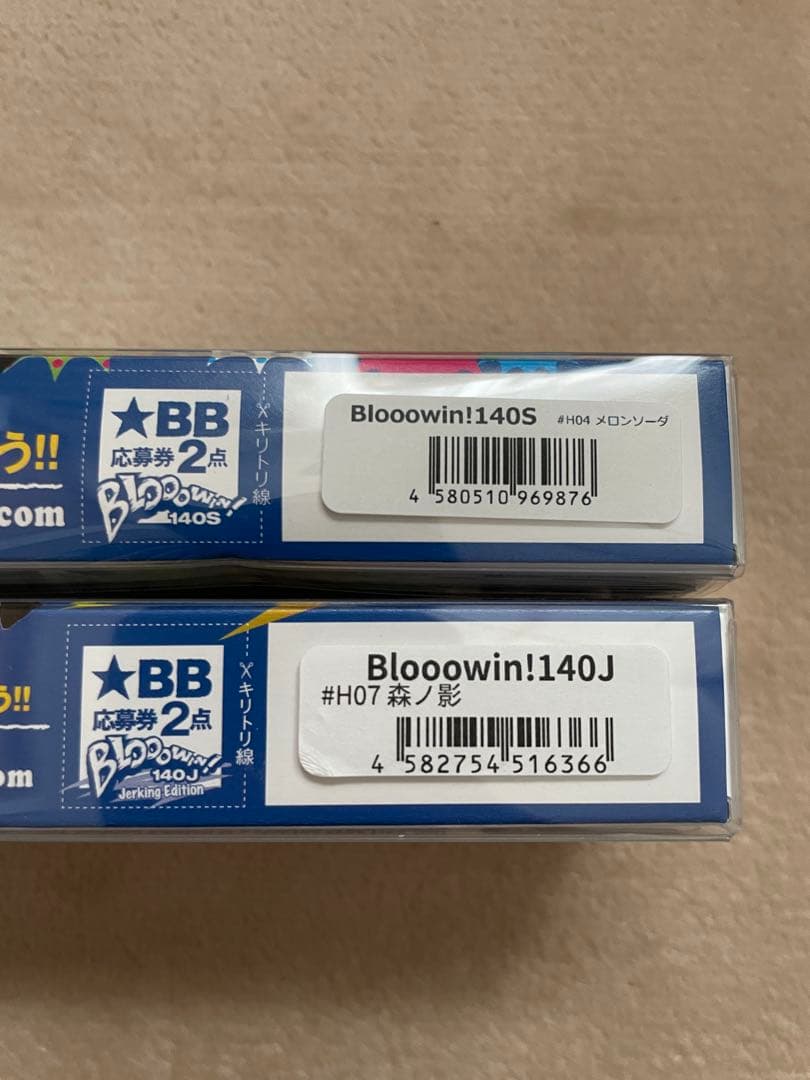 う!!
com
★BB
応募券2点
BLOOOWIN!
140S
キリトリ線
Blooowin!140S #H04 メロンソーダ
4 580510 969876
う!!
om
★BB
応募券2点
BLOOOWIN!
140J
Jerking Edition
キリトリ線
Blooowin!140J
#H07 森ノ影
4 582754 516366